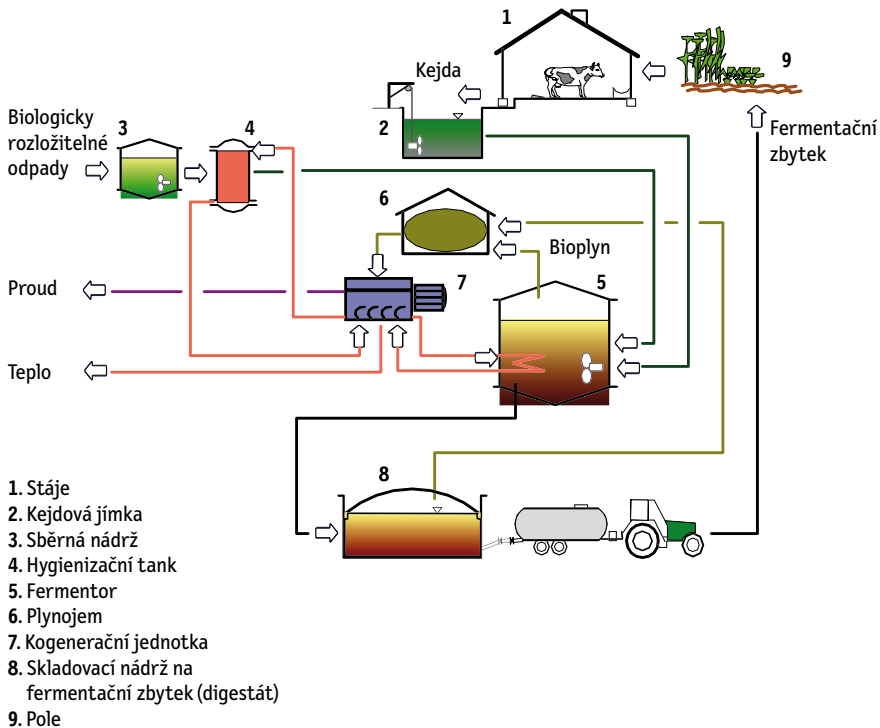 1
9
Kejda
Biologicky
rozložitelné
odpady
3
4
2
Fermentační
zbytek
6
Bioplyn
Proud
7
5
Teplo
8
1. Stáje
2. Kejdová jímka
3. Sběrná nádrž
4. Hygienizační tank
5. Fermentor
6. Plynojem
7. Kogenerační jednotka
8. Skladovací nádrž na
fermentační zbytek (digestát)
9. Pole